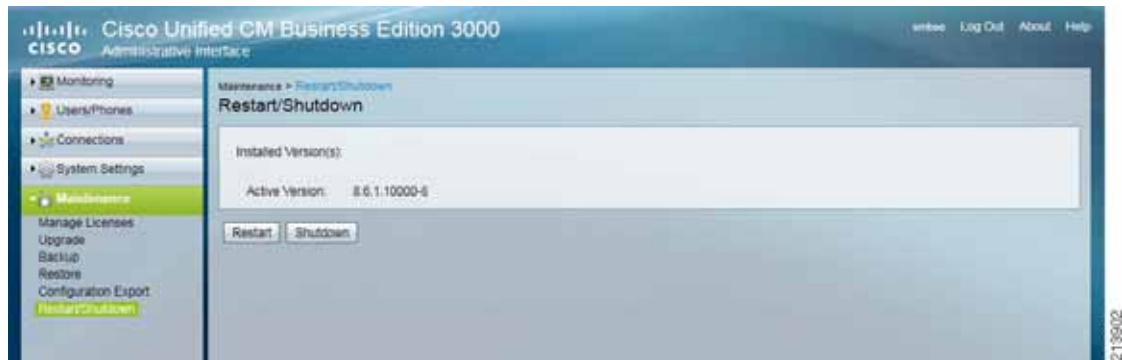 CISCO
Cisco Unified CM Business Edition 3000
Administrative Interface
Log Out About Help
Monitoring
Users/Phones
Connections
System Settings
Maintenance
Manage Licenses
Upgrade
Backup
Restore
Configuration Export
Restart/Shutdown
Maintenance > Restart/Shutdown
Restart/Shutdown
Installed Version(s):
Active Version: 8.6.1.10000-6
Restart Shutdown
213902